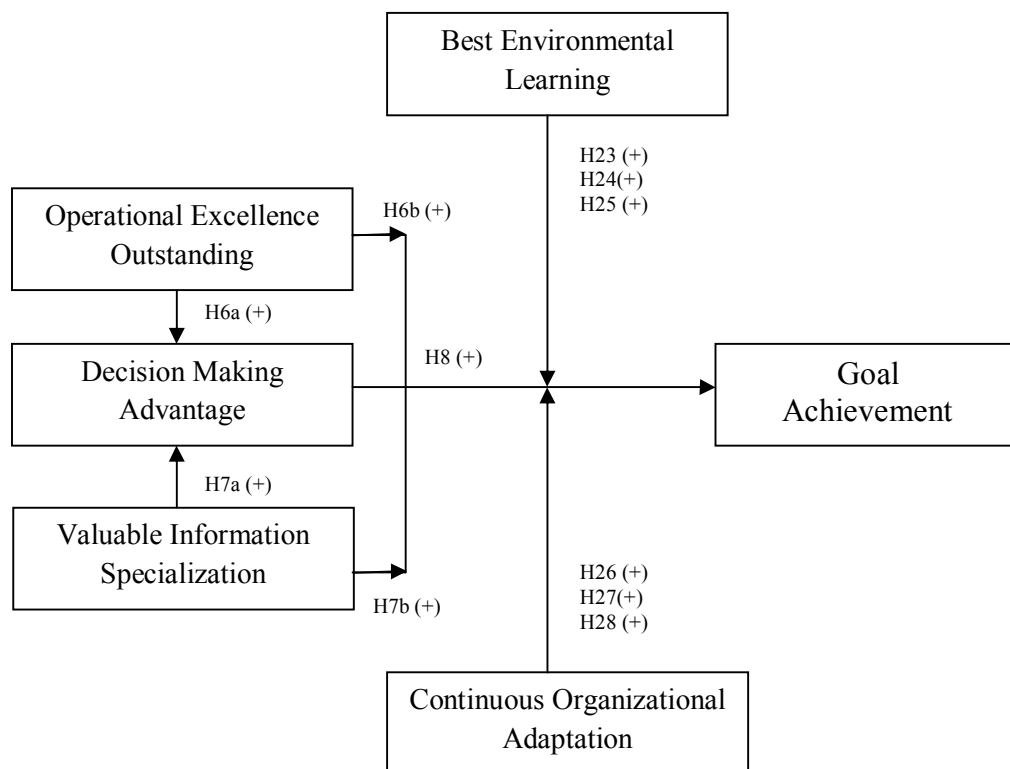 Best Environmental
Learning
H23 (+)
H24(+)
H25 (+)
Operational Excellence
Outstanding
H6b (+)
H6a (+)
Decision Making
Advantage
H8 (+)
Goal
Achievement
H7a (+)
Valuable Information
Specialization
H7b (+)
H26 (+)
H27(+)
H28 (+)
Continuous Organizational
Adaptation